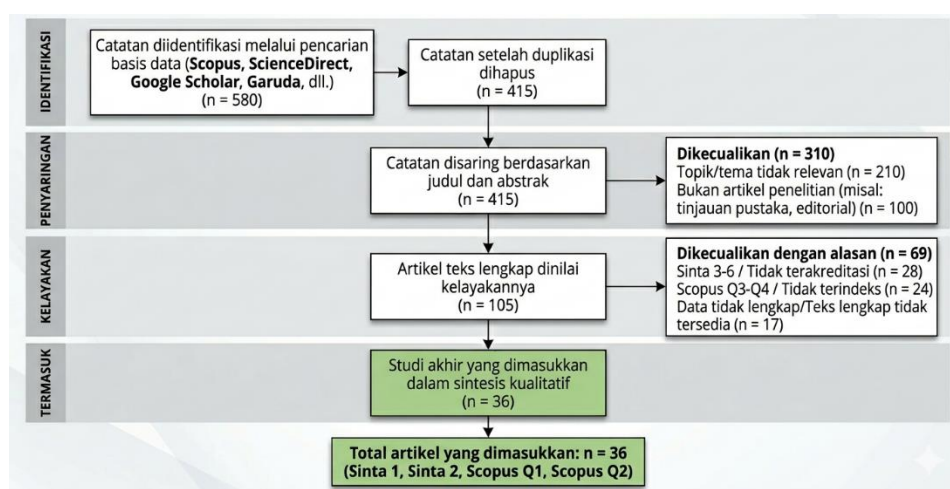 IDENTIFIKASI
Catatan diidentifikasi melalui pencarian
basis data (Scopus, ScienceDirect,
Google Scholar, Garuda, dll.)
(n = 580)
Catatan setelah duplikasi
dihapus
(n = 415)
PENYARINGAN
Catatan disaring berdasarkan
judul dan abstrak
(n = 415)
Dikecualikan (n = 310)
Topik/tema tidak relevan (n = 210)
Bukan artikel penelitian (misal:
tinjauan pustaka, editorial) (n = 100)
KELAYAKAN
Artikel teks lengkap dinilai
kelayakannya
(n = 105)
Dikecualikan dengan alasan (n = 69)
Sinta 3-6 / Tidak terakreditasi (n = 28)
Scopus Q3-Q4 / Tidak terindeks (n = 24)
Data tidak lengkap/Teks lengkap tidak
tersedia (n = 17)
TERMASUK
Studi akhir yang dimasukkan
dalam sintesis kualitatif
(n = 36)
Total artikel yang dimasukkan: n = 36
(Sinta 1, Sinta 2, Scopus Q1, Scopus Q2)